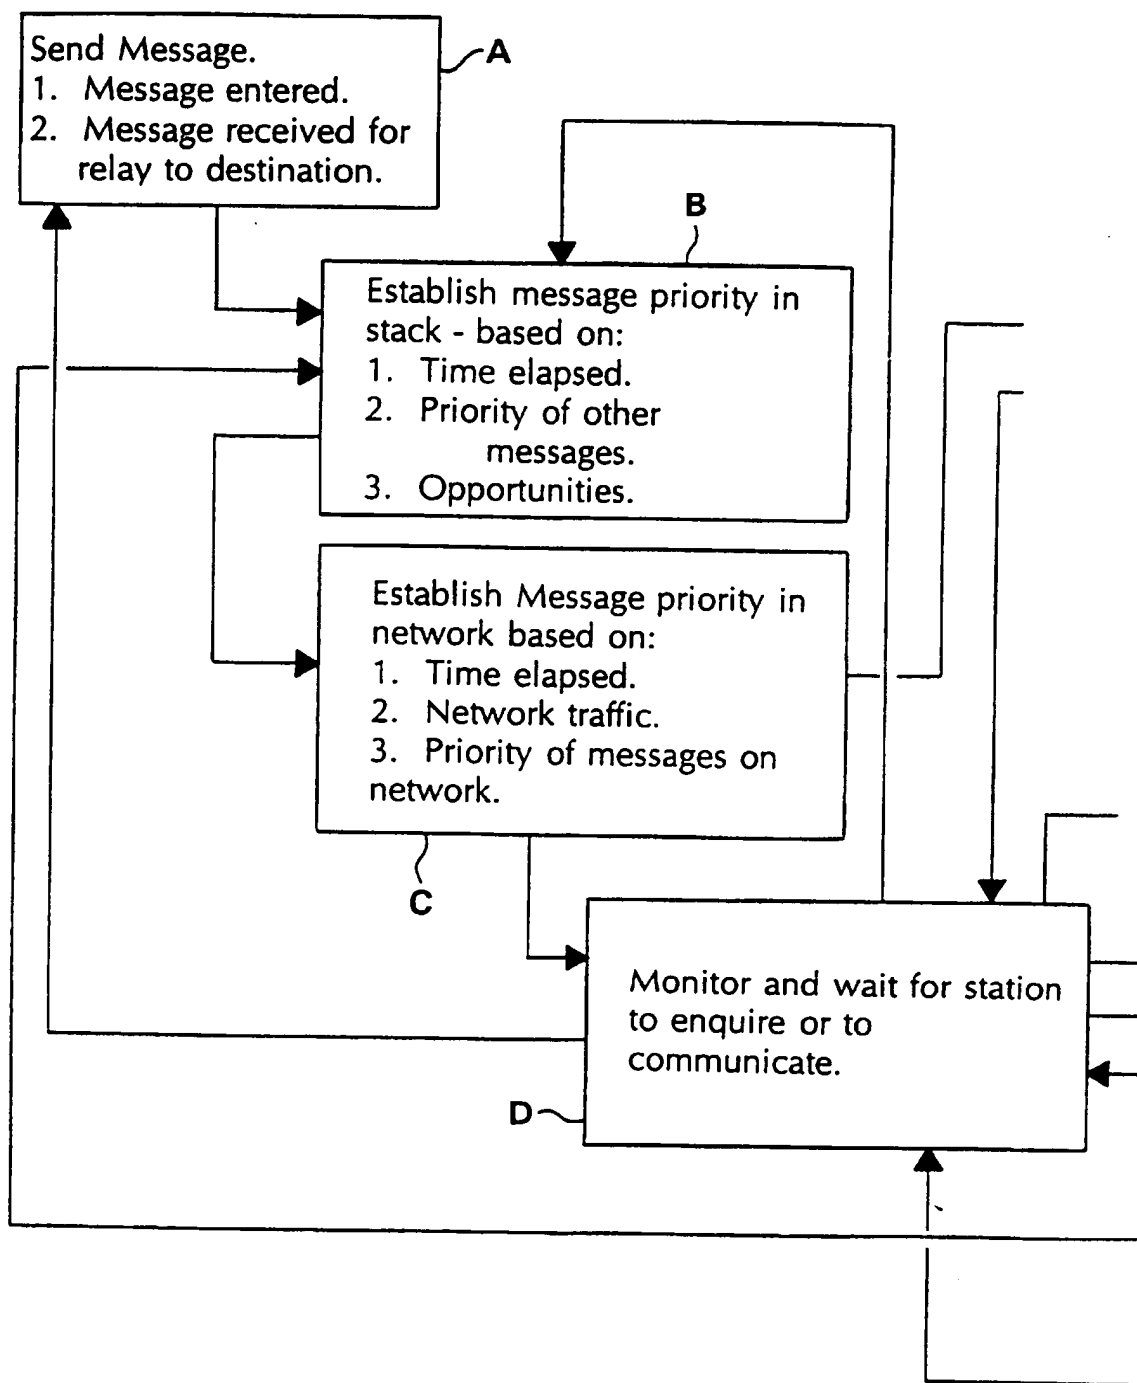 Send Message.
1. Message entered.
2. Message received for
relay to destination.
A
B
Establish message priority in
stack - based on:
1. Time elapsed.
2. Priority of other
messages.
3. Opportunities.
Establish Message priority in
network based on:
1. Time elapsed.
2. Network traffic.
3. Priority of messages on
network.
C
Monitor and wait for station
to enquire or to
communicate.
D